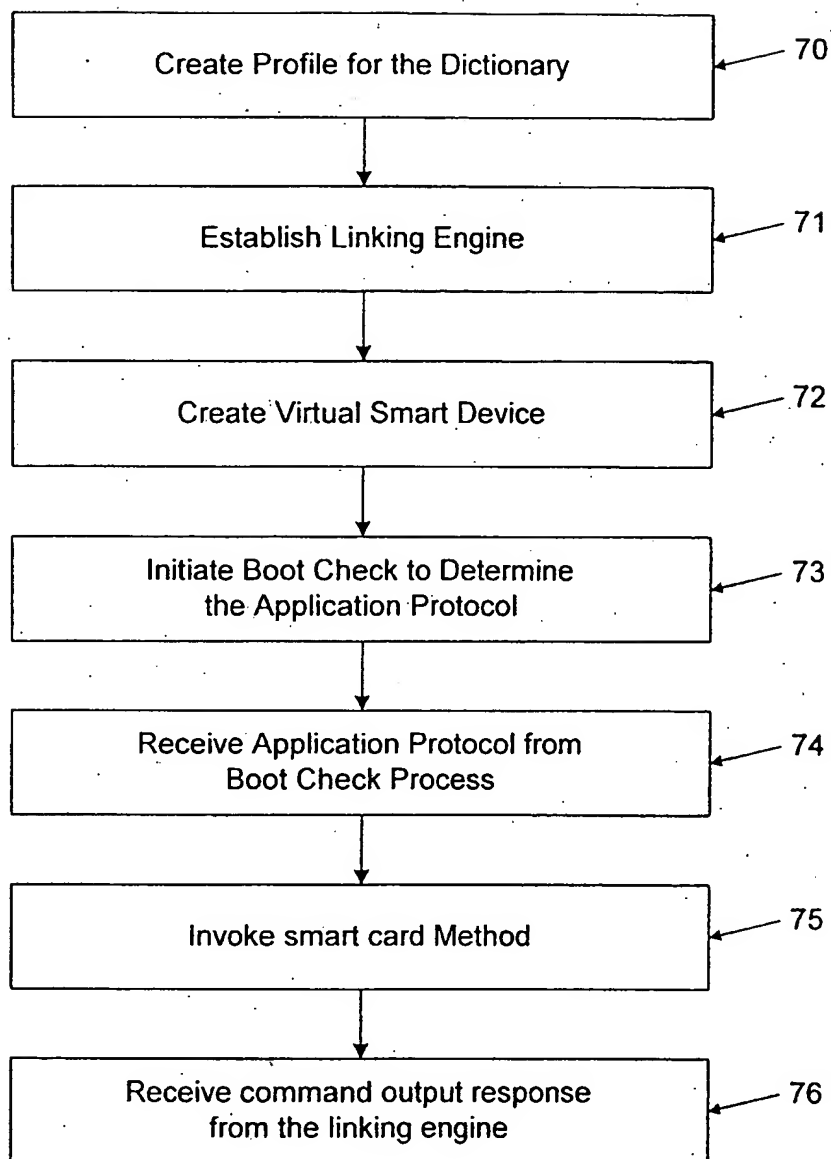 Create Profile for the Dictionary
70
Establish Linking Engine
71
Create Virtual Smart Device
72
Initiate Boot Check to Determine
the Application Protocol
73
Receive Application Protocol from
Boot Check Process
74
Invoke smart card Method
75
Receive command output response
from the linking engine
76